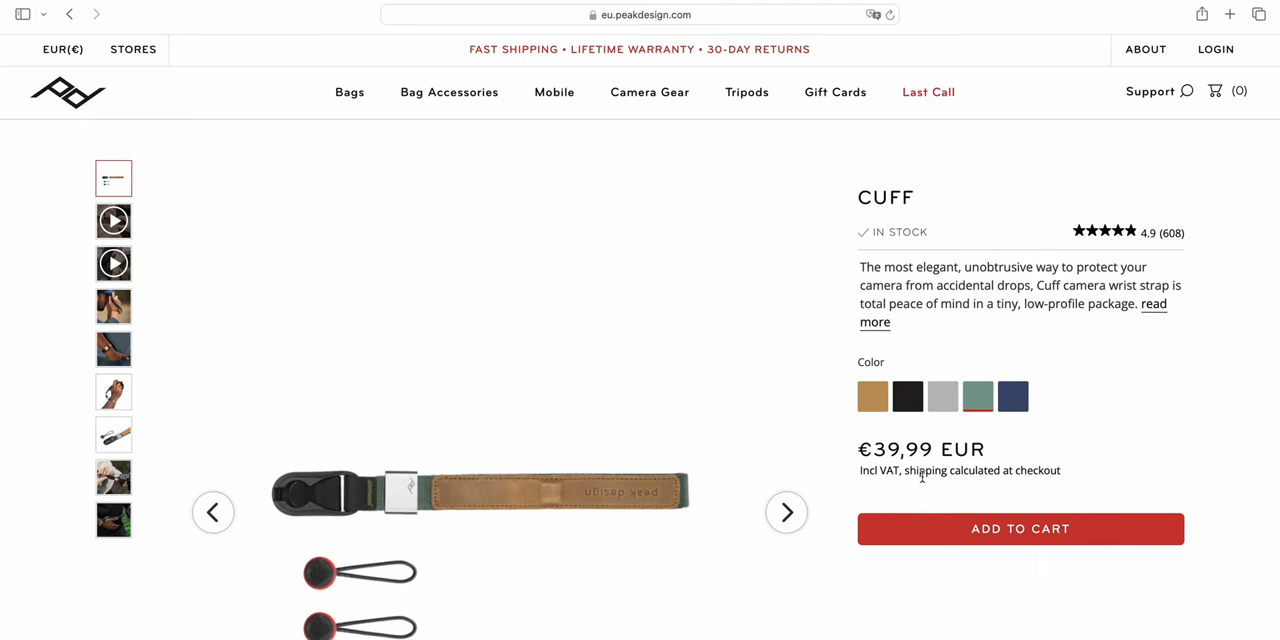 eu.peakdesign.com
EUR(€) STORES FAST SHIPPING • LIFETIME WARRANTY • 30-DAY RETURNS ABOUT LOGIN
Bags Bag Accessories Mobile Camera Gear Tripods Gift Cards Last Call Support (0)
CUFF
IN STOCK 4.9 (608)
The most elegant, unobtrusive way to protect your
camera from accidental drops, Cuff camera wrist strap is
total peace of mind in a tiny, low-profile package. read
more
Color
€39,99 EUR
Incl VAT, shipping calculated at checkout
peak design
ADD TO CART